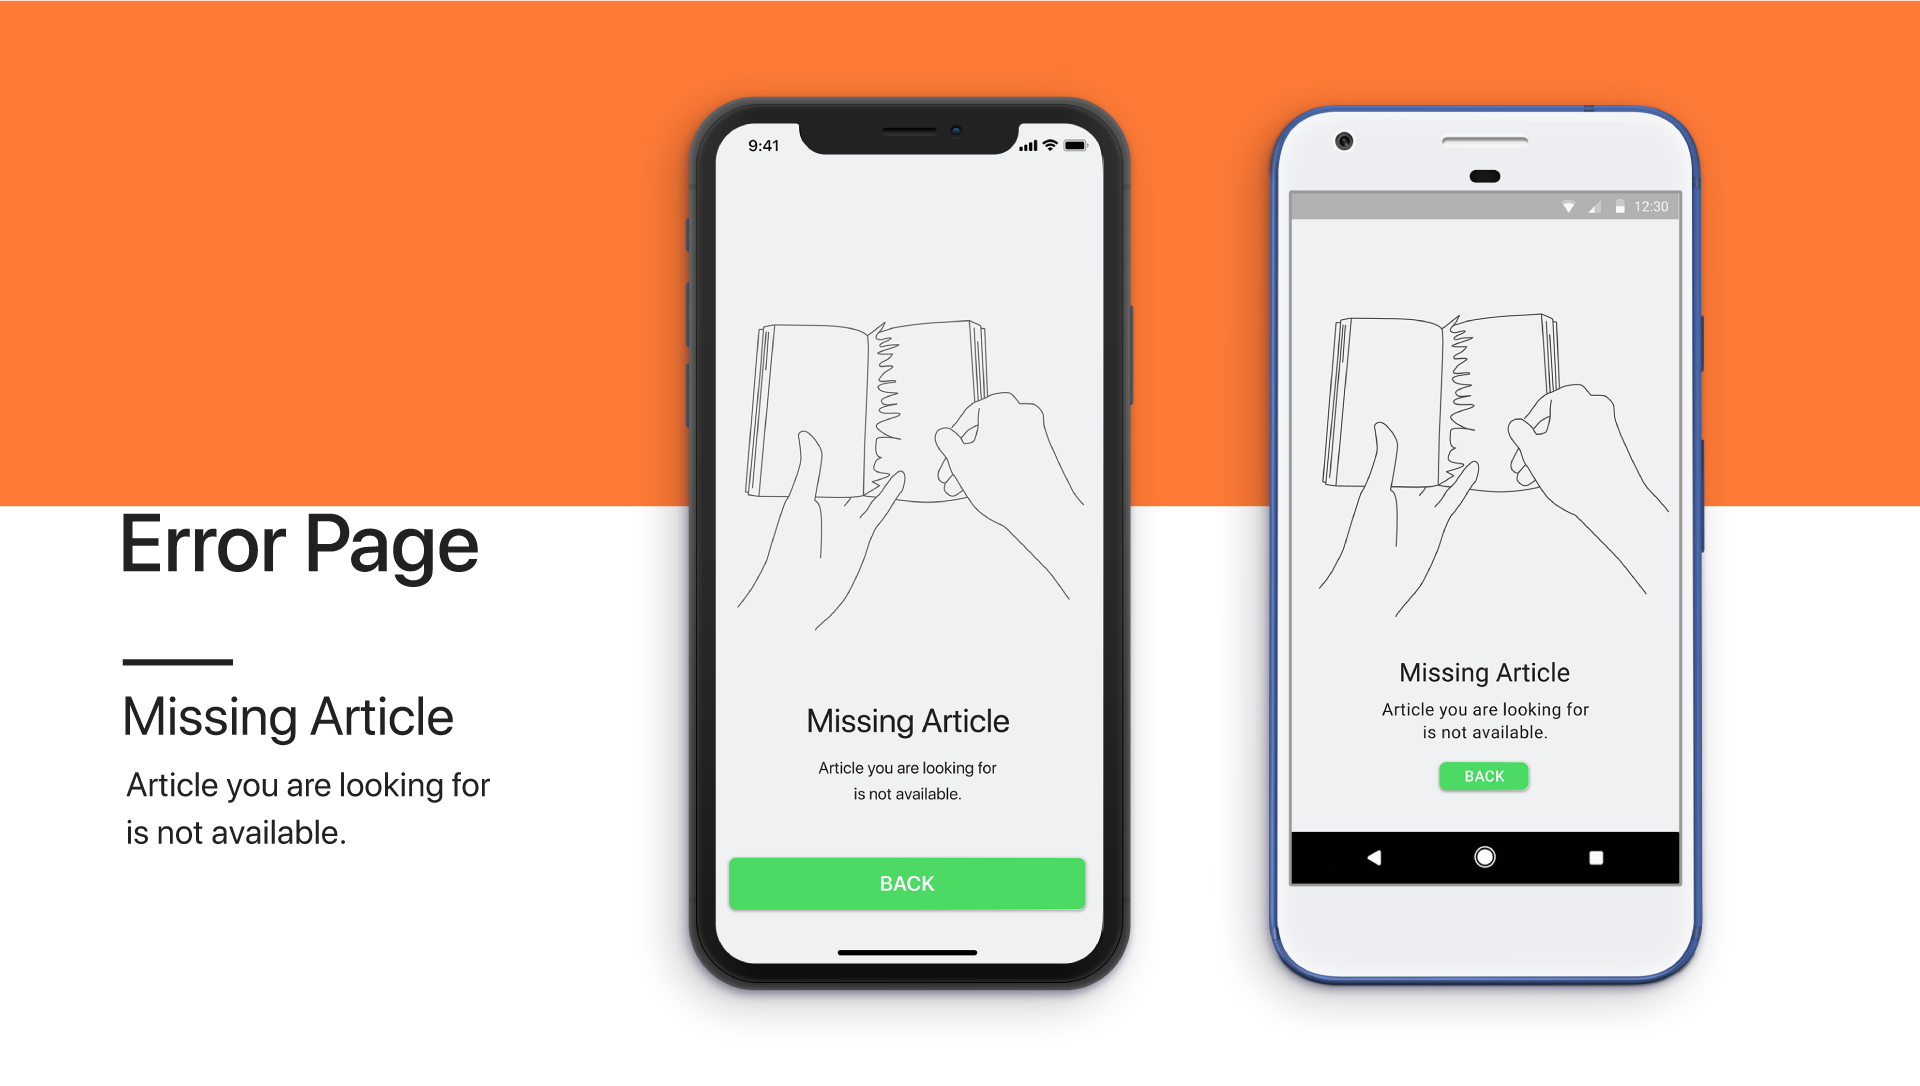 Error Page
Missing Article
Article you are looking for
is not available.
9:41
Missing Article
Article you are looking for
is not available.
BACK
12:30
Missing Article
Article you are looking for
is not available.
BACK